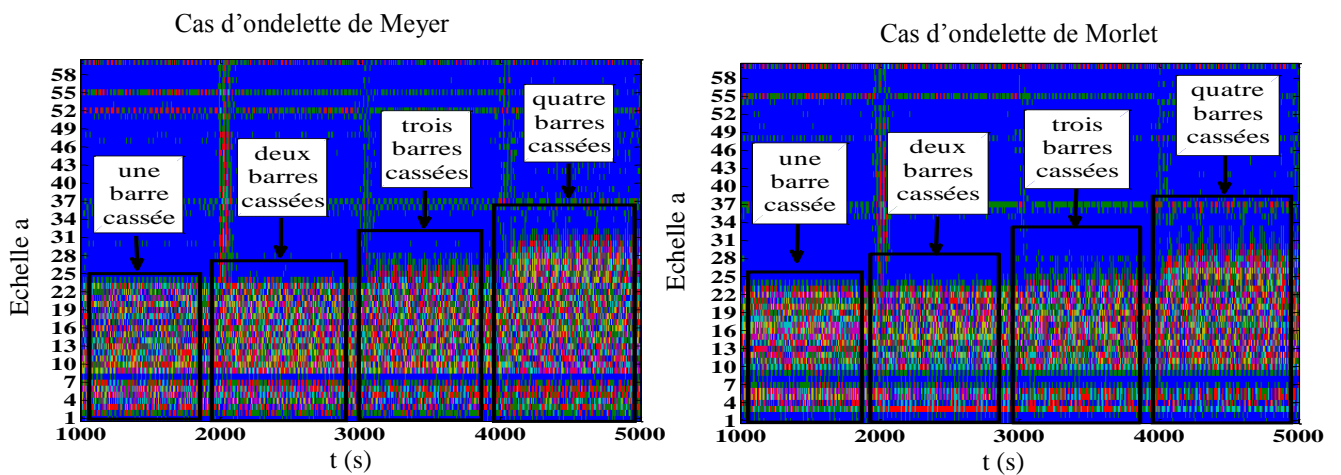 Cas d'ondelette de Meyer
Echelle a
58
55
52
49
46
43
40
37
34
31
28
25
22
19
16
13
10
7
4
1
une
barre
cassée
deux
barres
cassées
trois
barres
cassées
quatre
barres
cassées
1000 2000 3000 4000 5000
t (s)
Cas d'ondelette de Morlet
Echelle a
58
55
52
49
46
43
40
37
34
31
28
25
22
19
16
13
10
7
4
1
une
barre
cassée
deux
barres
cassées
trois
barres
cassées
quatre
barres
cassées
1000 2000 3000 4000 5000
t (s)